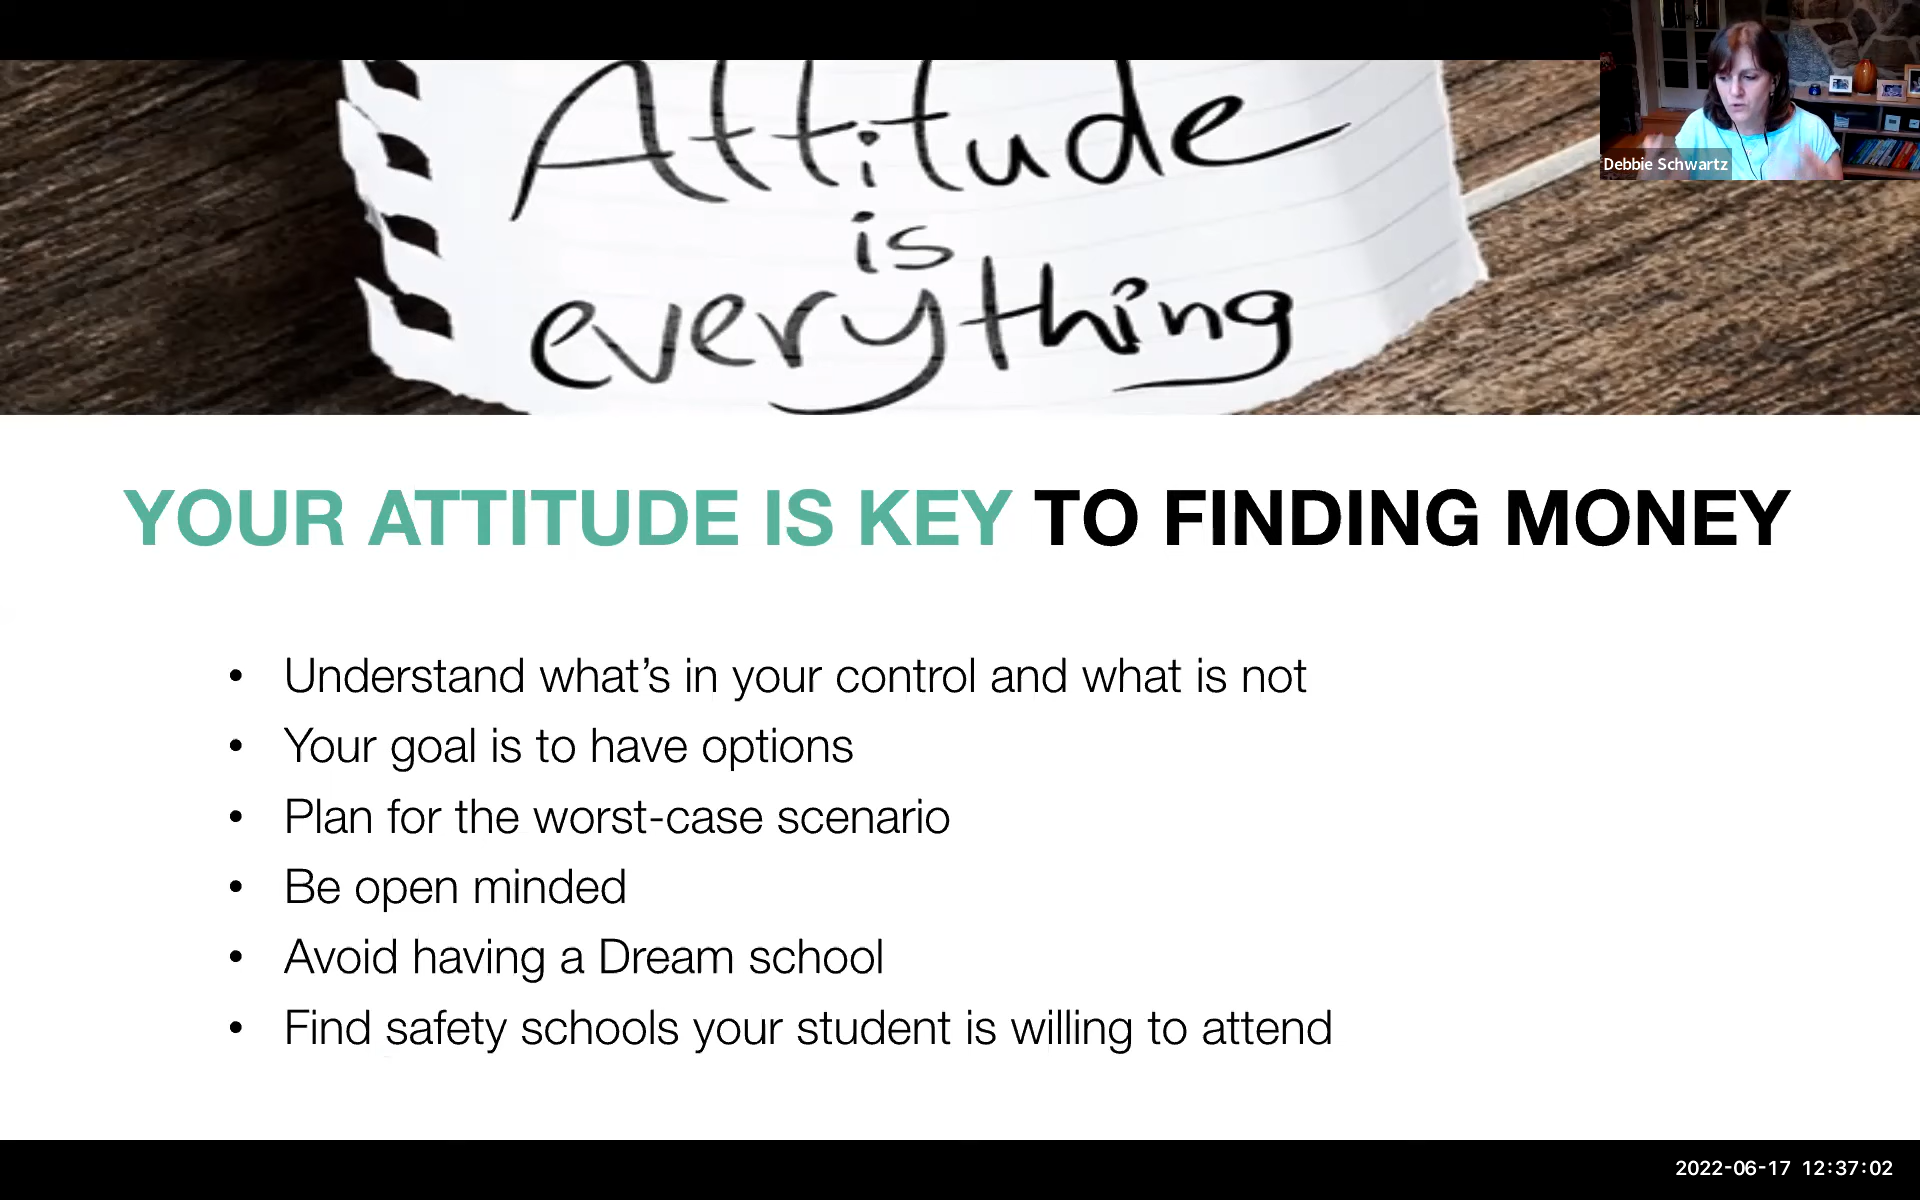 Attitude
is
everything
Debbie Schwartz
YOUR ATTITUDE IS KEY TO FINDING MONEY
• Understand what’s in your control and what is not
• Your goal is to have options
• Plan for the worst-case scenario
• Be open minded
• Avoid having a Dream school
• Find safety schools your student is willing to attend
2022-06-17 12:37:02